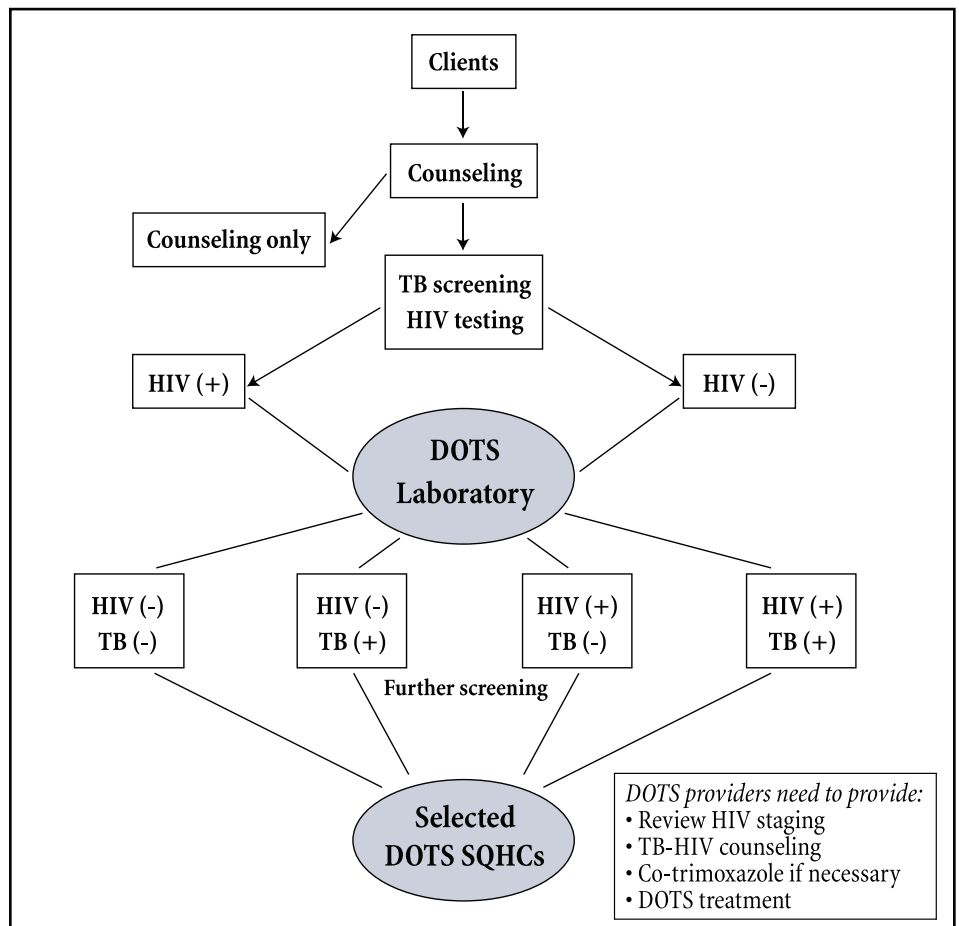 Clients
Counseling
Counseling only
TB screening
HIV testing
HIV (+)
HIV (-)
DOTS
Laboratory
HIV (-)
TB (-)
HIV (-)
TB (+)
HIV (+)
TB (-)
HIV (+)
TB (+)
Further screening
Selected
DOTS SQHCs
DOTS providers need to provide:
• Review HIV staging
• TB-HIV counseling
• Co-trimoxazole if necessary
• DOTS treatment